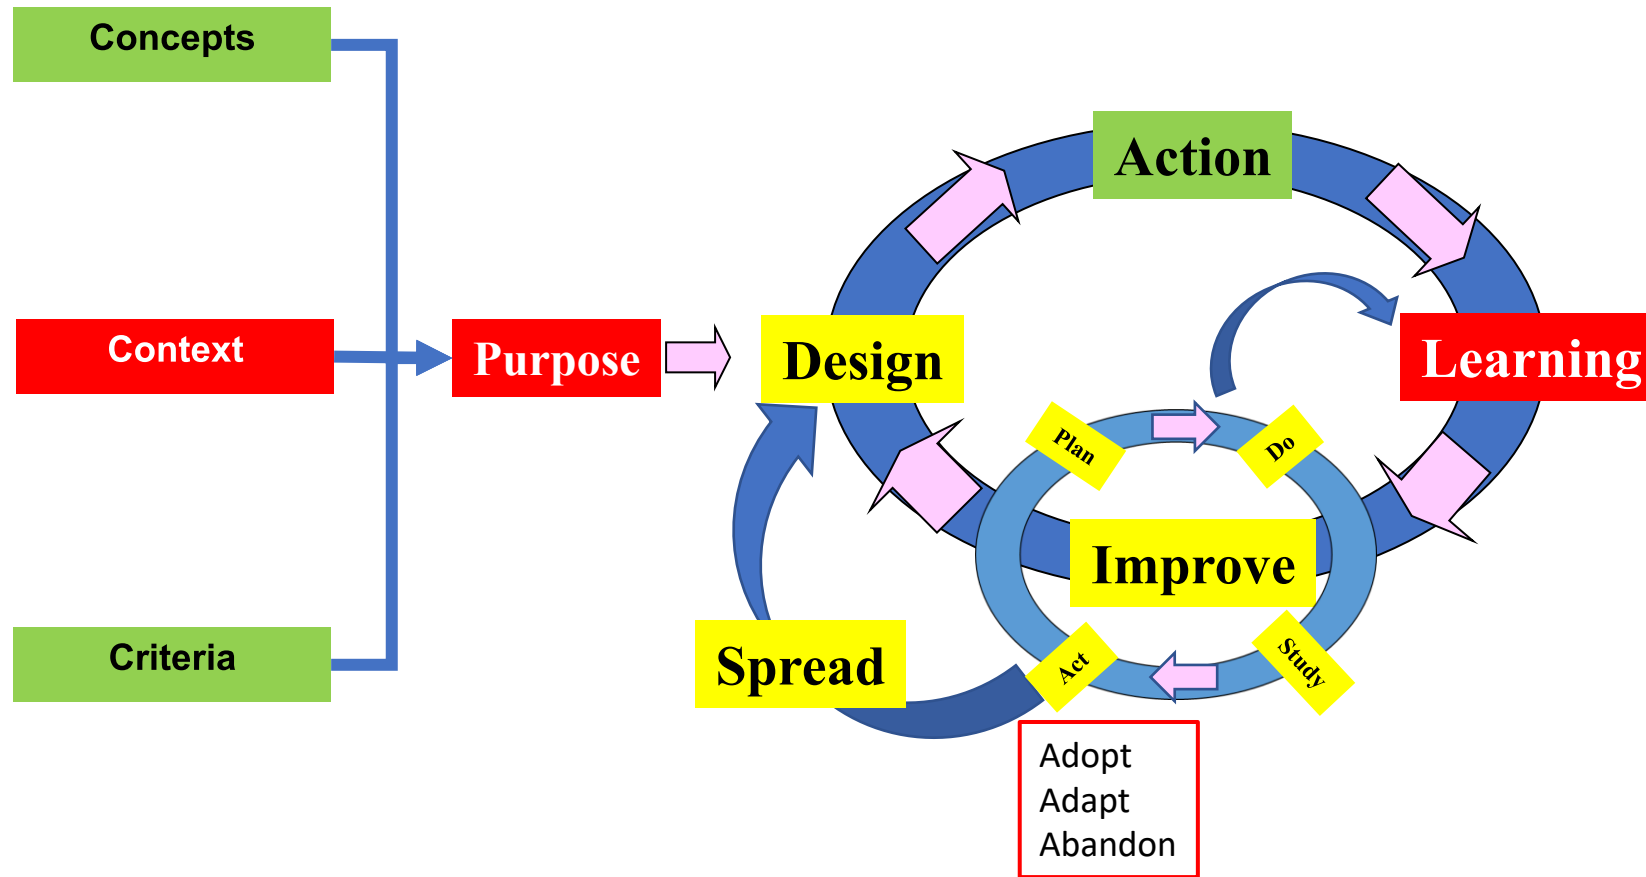 Concepts
Action
Context
Purpose
Design
Learning
Plan
Do
Improve
Criteria
Spread
Act
Study
Adopt
Adapt
Abandon